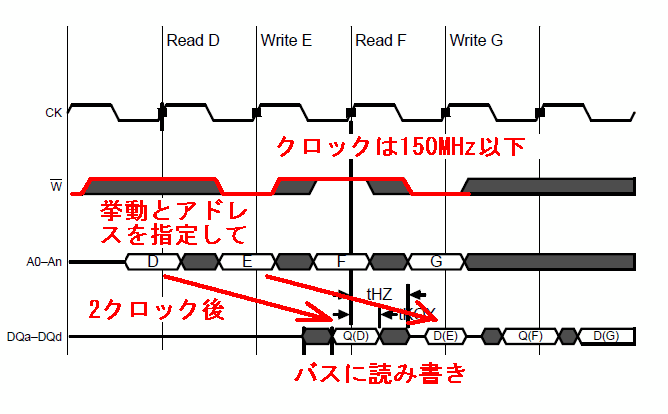 Read D Write E Read F Write G
CK
クロックは150MHz以下
W
挙動とアドレ
スを指定して
A0–An D E F G
2クロック後
tHZ
DQa–DQd Q(D) D(E) Q(F) D(G)
バスに読み書き